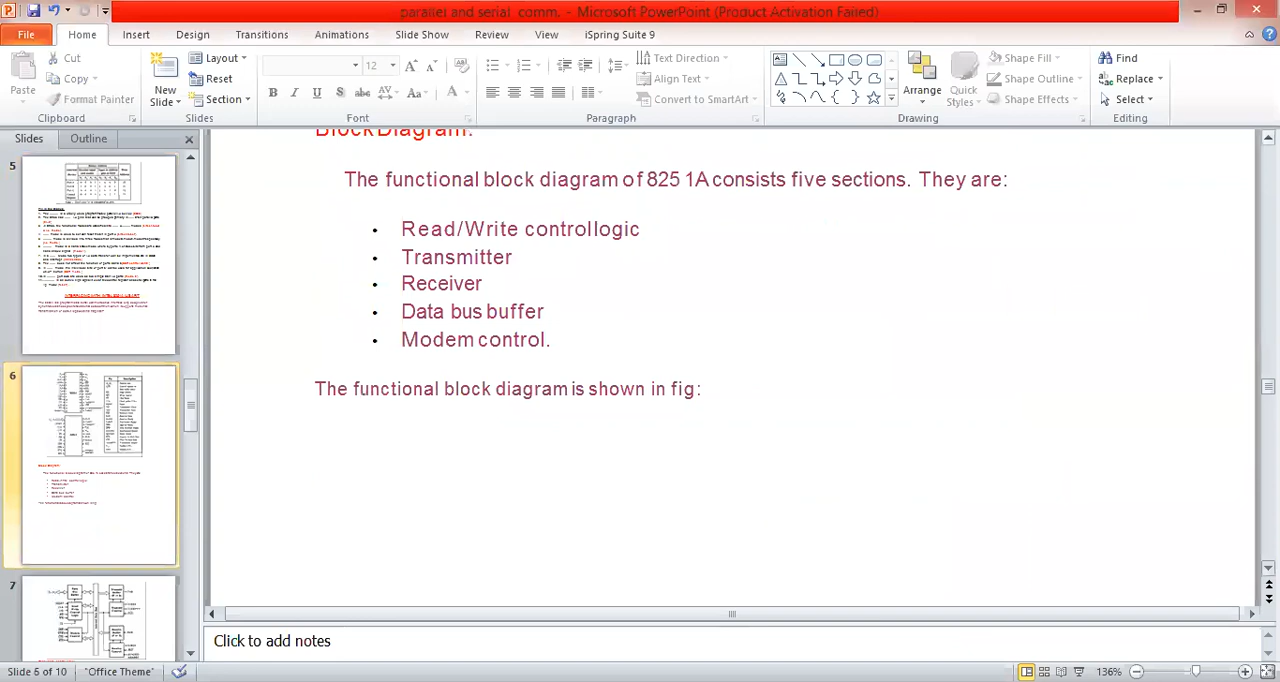 parallel and serial comm. - Microsoft PowerPoint (Product Activation Failed)
File Home Insert Design Transitions Animations Slide Show Review View iSpring Suite 9
Paste Cut Copy Format Painter Clipboard
New Slide Layout Reset Section Slides
12 B I U S abc AV Aa A Font
Text Direction Align Text Convert to SmartArt Paragraph
Arrange Quick Styles Shape Fill Shape Outline Shape Effects Drawing
Find Replace Select Editing
Slides Outline
5
6
7
Block Diagram:
The functional block diagram of 825 1A consists five sections. They are:
• Read/Write controllogic
• Transmitter
• Receiver
• Data bus buffer
• Modem control.
The functional block diagram is shown in fig:
Click to add notes
Slide 6 of 10 "Office Theme" 136%